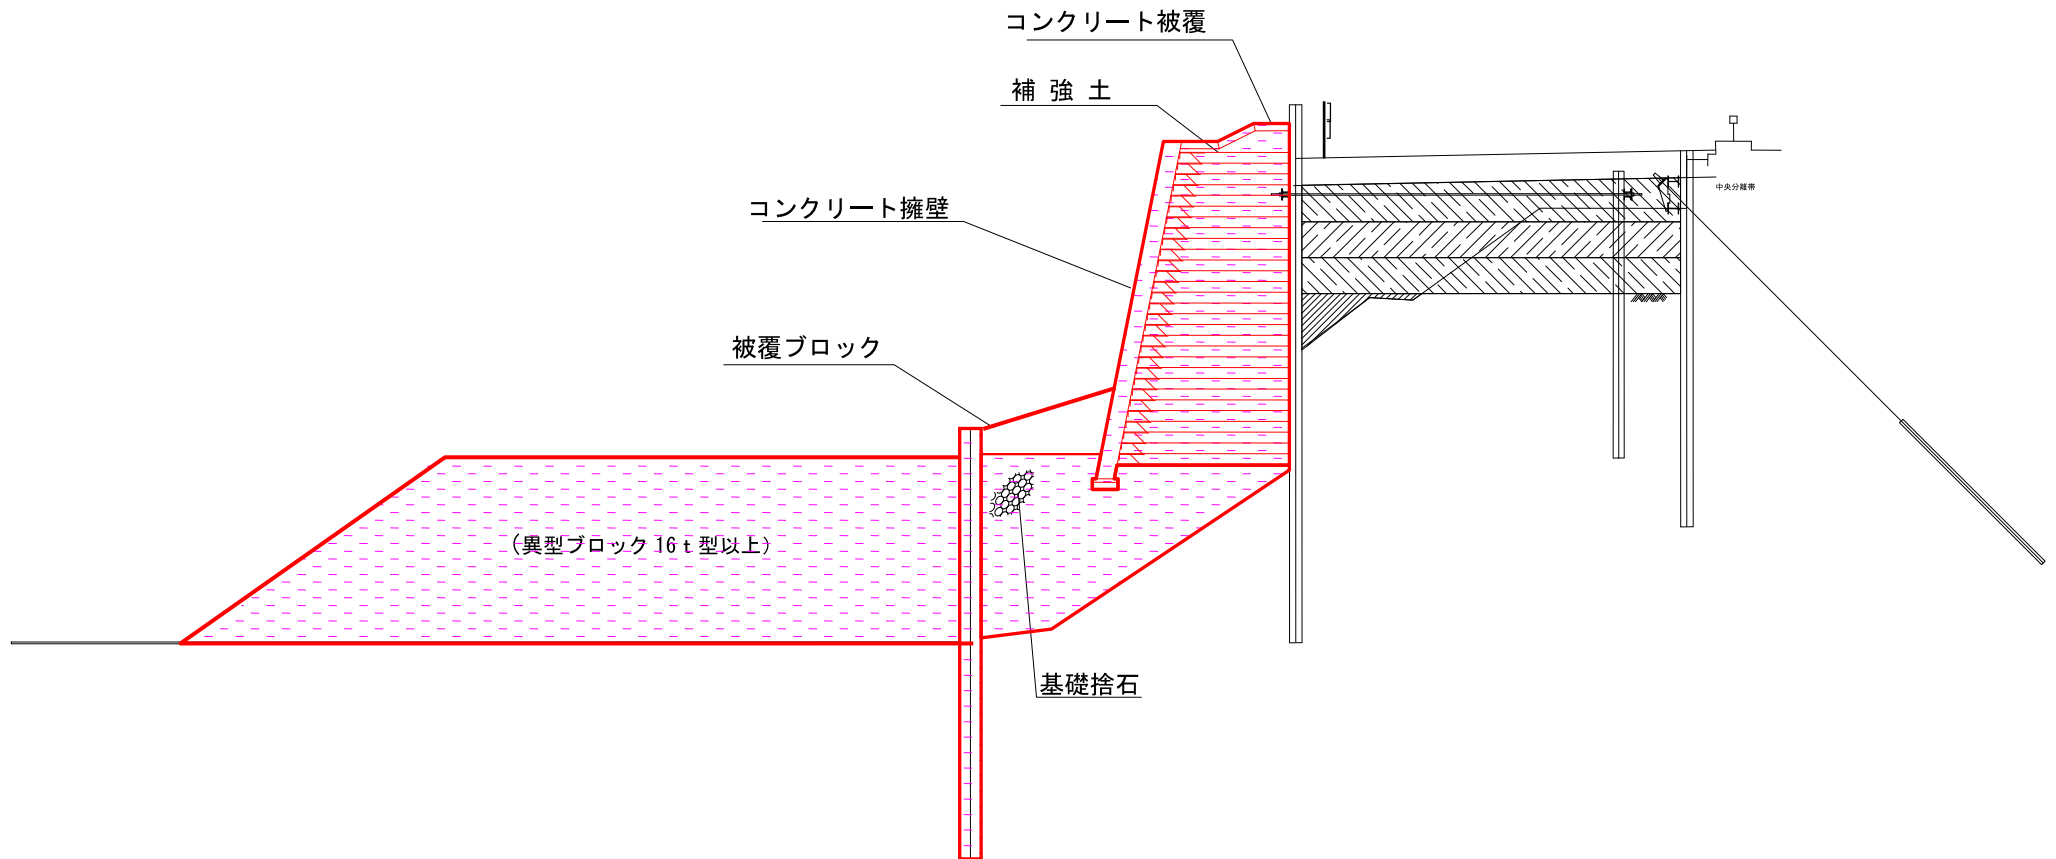 コンクリート被覆
補 強 土
中央分離帯
コンクリート擁壁
被覆ブロック
(異型ブロック16t型以上)
基礎捨石